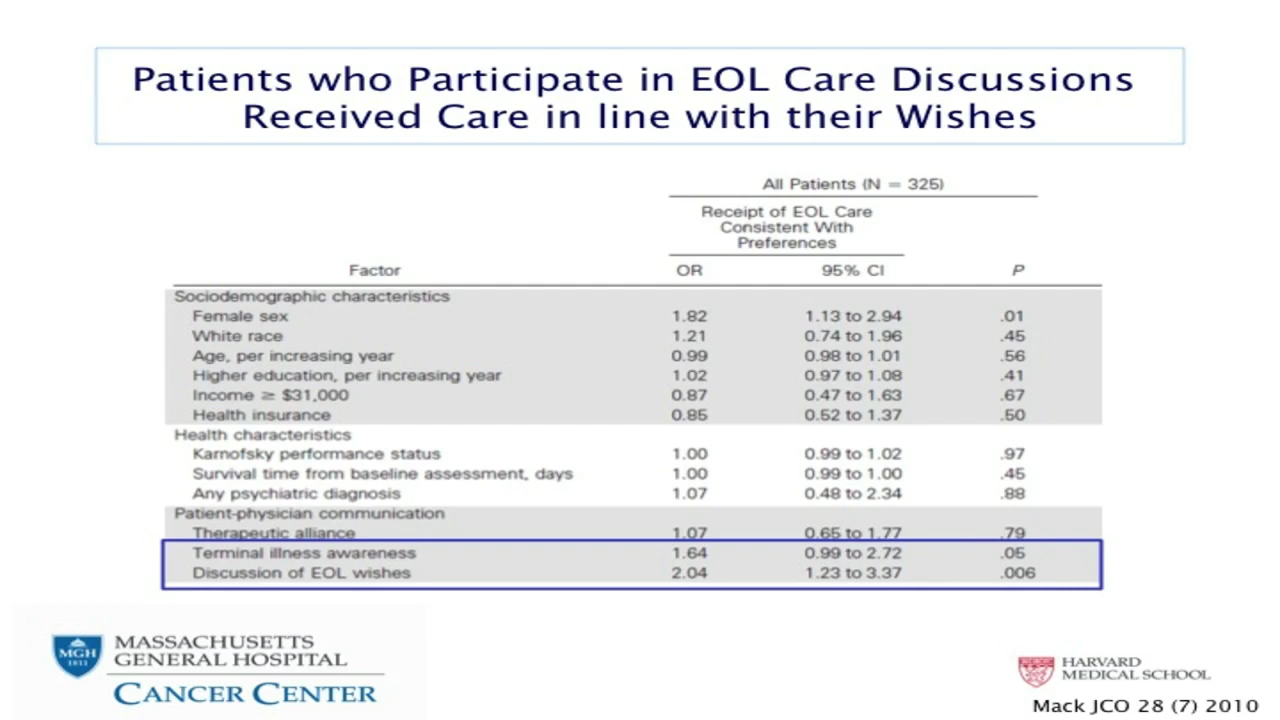 Patients who Participate in EOL Care Discussions
Received Care in line with their Wishes
All Patients (N = 325)
Receipt of EOL Care
Consistent With
Preferences
Factor OR 95% CI P
Sociodemographic characteristics
Female sex 1.82 1.13 to 2.94 .01
White race 1.21 0.74 to 1.96 .45
Age, per increasing year 0.99 0.98 to 1.01 .56
Higher education, per increasing year 1.02 0.97 to 1.08 .41
Income ≥ $31,000 0.87 0.47 to 1.63 .67
Health insurance 0.85 0.52 to 1.37 .50
Health characteristics
Karnofsky performance status 1.00 0.99 to 1.02 .97
Survival time from baseline assessment, days 1.00 0.99 to 1.00 .45
Any psychiatric diagnosis 1.07 0.48 to 2.34 .88
Patient-physician communication
Therapeutic alliance 1.07 0.65 to 1.77 .79
Terminal illness awareness 1.64 0.99 to 2.72 .05
Discussion of EOL wishes 2.04 1.23 to 3.37 .006
MGH
1811
MASSACHUSETTS
GENERAL HOSPITAL
CANCER CENTER
HARVARD
MEDICAL SCHOOL
Mack JCO 28 (7) 2010